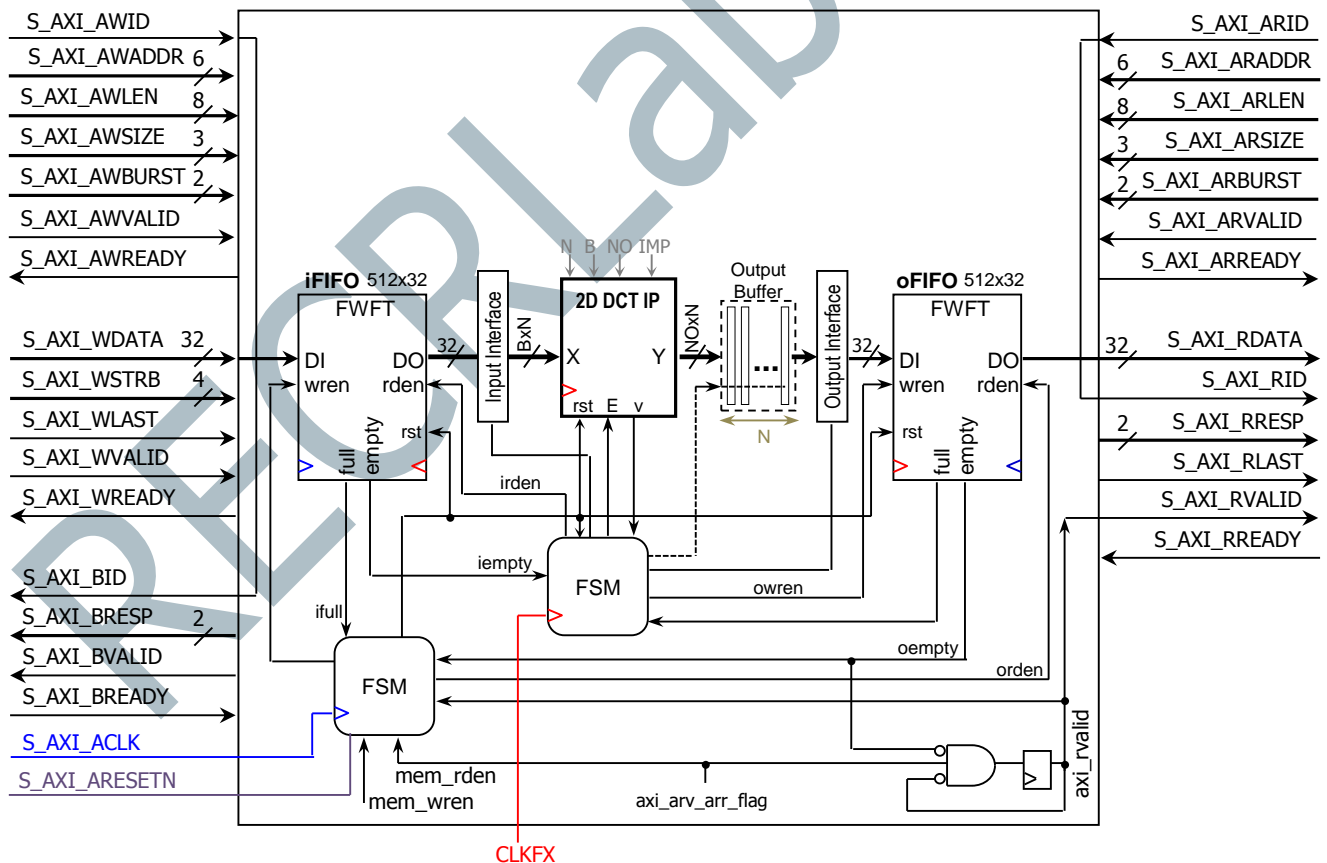 S_AXI_AWID
S_AXI_AWADDR 6
S_AXI_AWLEN 8
S_AXI_AWSIZE 3
S_AXI_AWBURST 2
S_AXI_AWVALID
S_AXI_AWREADY
S_AXI_WDATA 32
S_AXI_WSTRB 4
S_AXI_WLAST
S_AXI_WVALID
S_AXI_WREADY
S_AXI_BID
S_AXI_BRESP 2
S_AXI_BVALID
S_AXI_BREADY
S_AXI_ACLK
S_AXI_ARESETN
iFIFO 512x32
FWFT
DI
DO
wren
rden
rst
full
empty
32
Input Interface
BxN
N B NO IMP
2D DCT IP
X
Y
rst E v
NOxN
Output
Buffer
...
N
Output Interface
32
oFIFO 512x32
FWFT
DI
DO
wren
rden
rst
full
empty
irden
iempty
FSM
owren
ifull
oempty
orden
FSM
mem_rden
mem_wren
axi_arv_arr_flag
axi_rvalid
CLKFX
S_AXI_ARID
6 S_AXI_ARADDR
8 S_AXI_ARLEN
3 S_AXI_ARSIZE
2 S_AXI_ARBURST
S_AXI_ARVALID
S_AXI_ARREADY
32 S_AXI_RDATA
S_AXI_RID
2 S_AXI_RRESP
S_AXI_RLAST
S_AXI_RVALID
S_AXI_RREADY
RECRLab